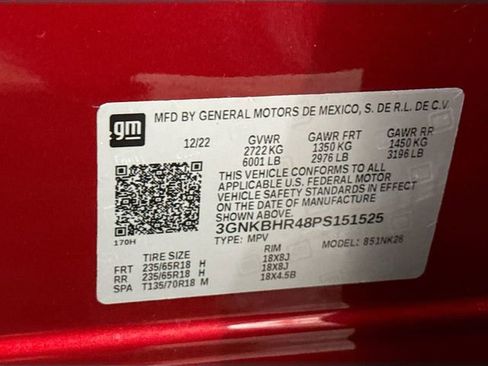 gm
MFD BY GENERAL MOTORS DE MEXICO, S. DE R.L. DE C.V.
12/22 GVWR GAWR FRT GAWR RR
2722 KG 1350 KG 1450 KG
6001 LB 2976 LB 3196 LB
THIS VEHICLE CONFORMS TO ALL
APPLICABLE U.S. FEDERAL MOTOR
VEHICLE SAFETY STANDARDS IN EFFECT
ON THE DATE OF MANUFACTURE
SHOWN ABOVE.
3GNKBHR48PS151525
170H TYPE: MPV MODEL: 851NK26
TIRE SIZE RIM
FRT 235/65R18 H 18X8J
RR 235/65R18 H 18X8J
SPA T135/70R18 M 18X4.5B